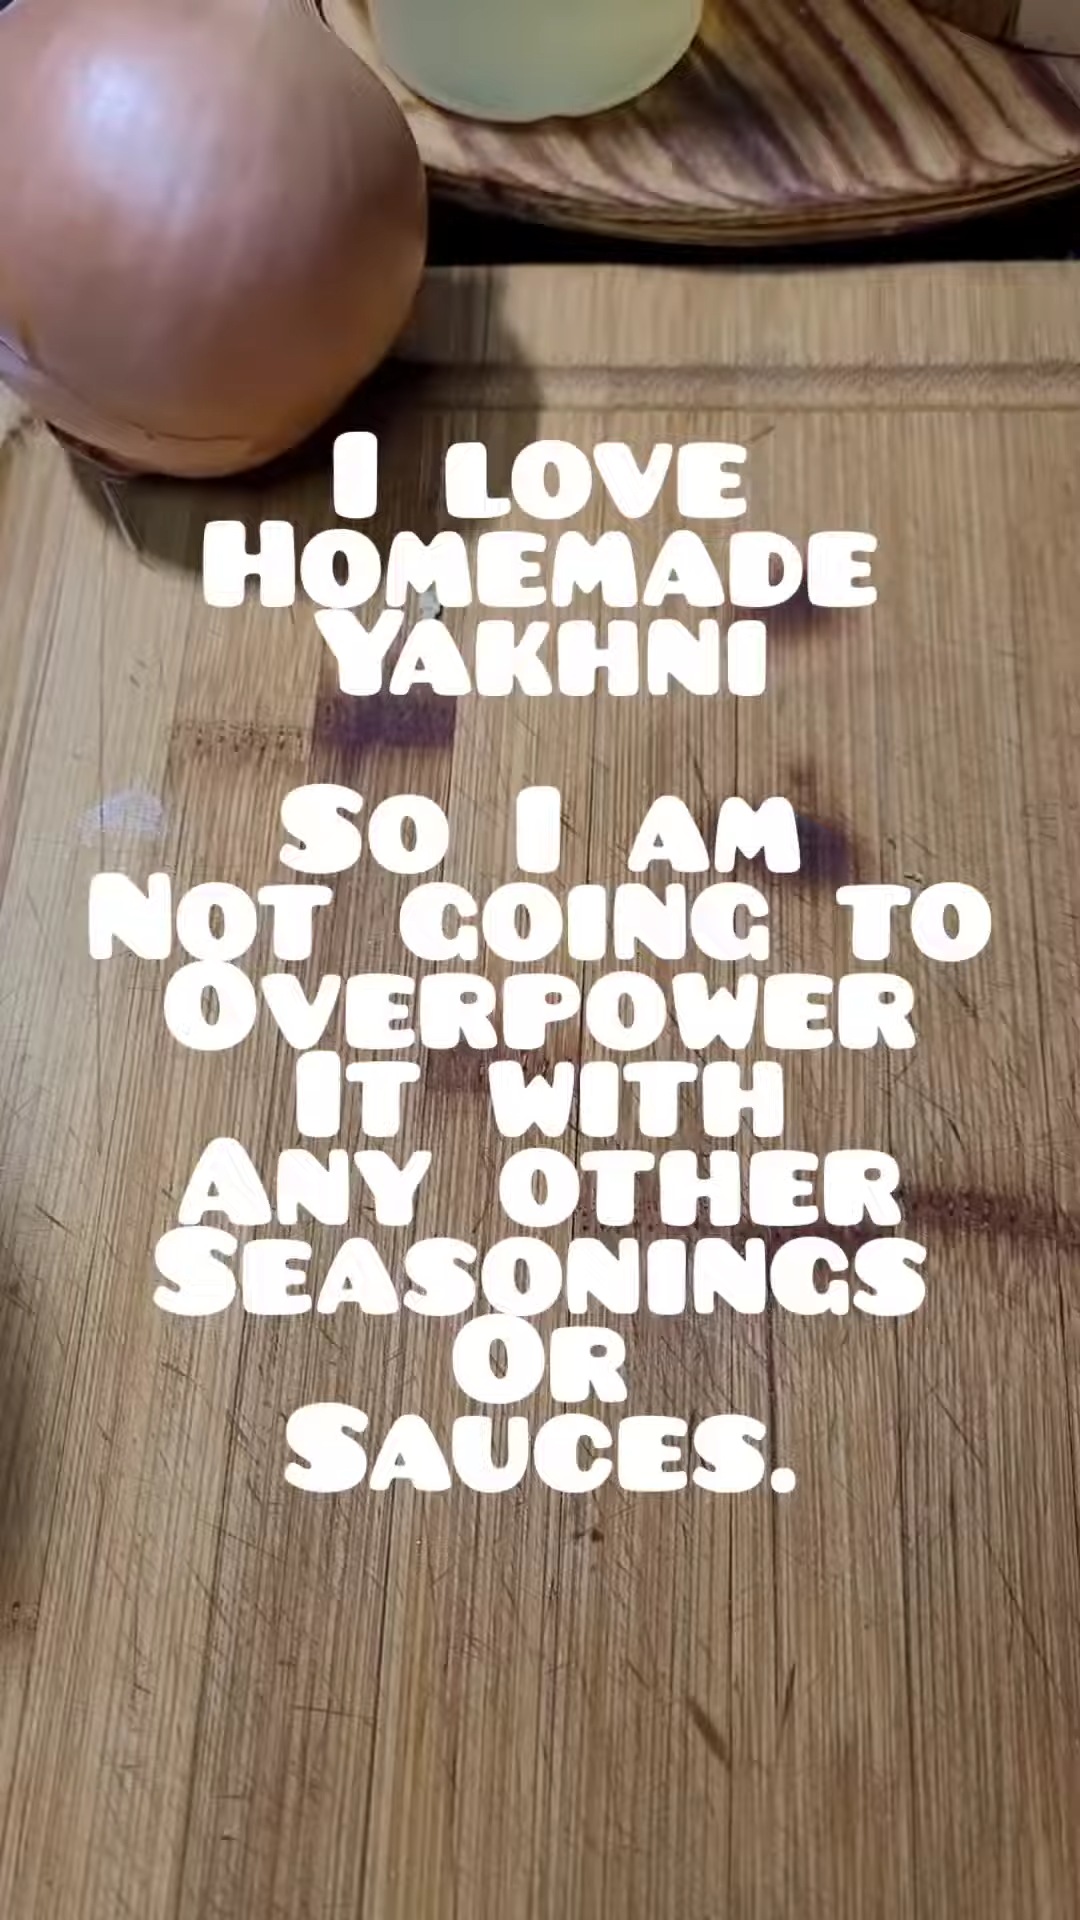 I love
Homemade
Yakhni
So I am
Not going to
Overpower
It with
Any other
Seasonings
Or
Sauces.